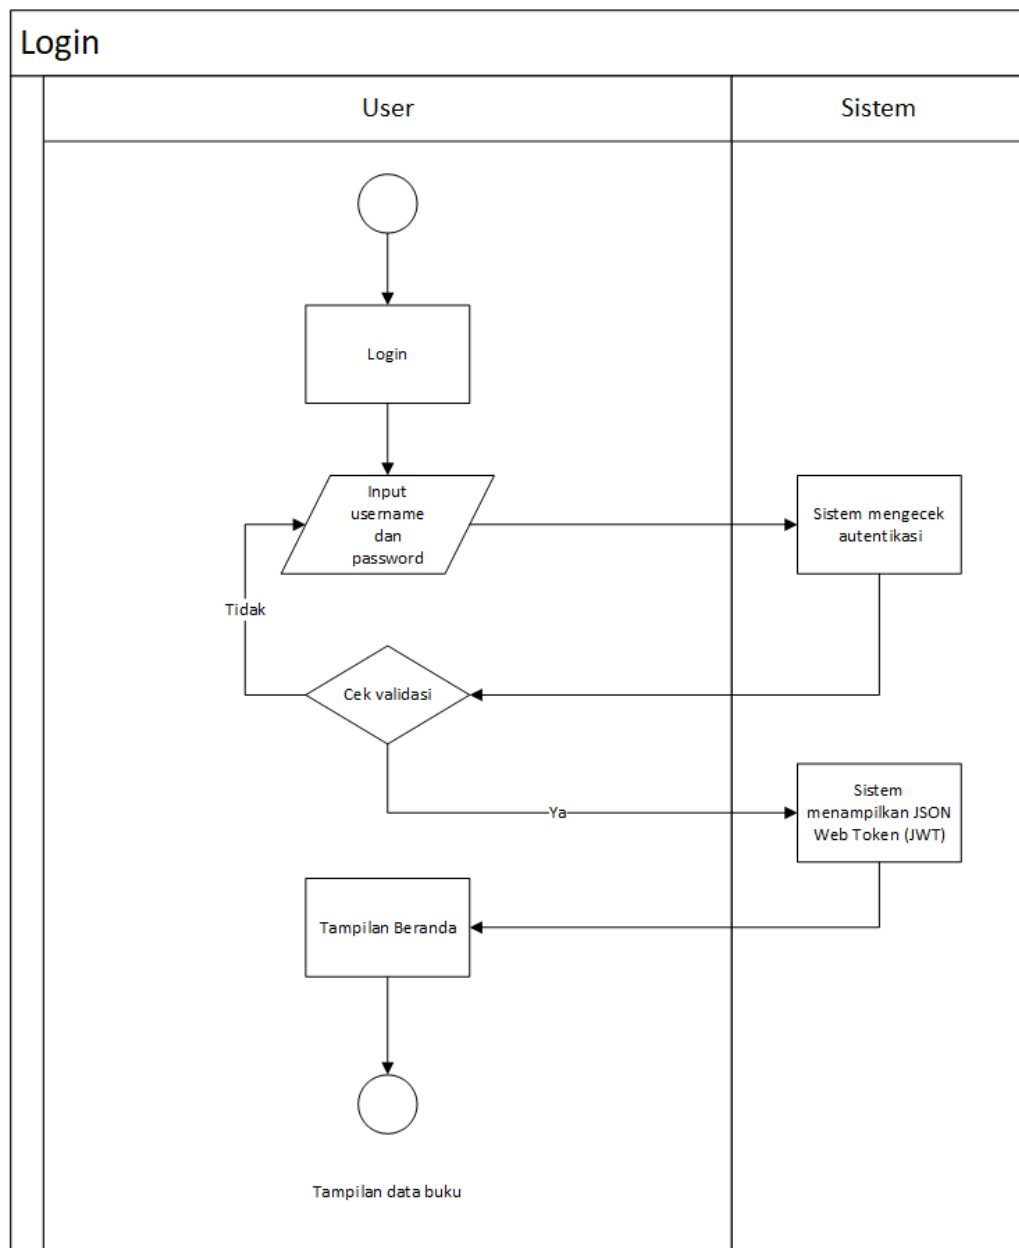 Login
User
Sistem
Login
Input
username
dan
password
Sistem mengecek
autentikasi
Tidak
Cek validasi
Ya
Sistem
menampilkan JSON
Web Token (JWT)
Tampilan Beranda
Tampilan data buku